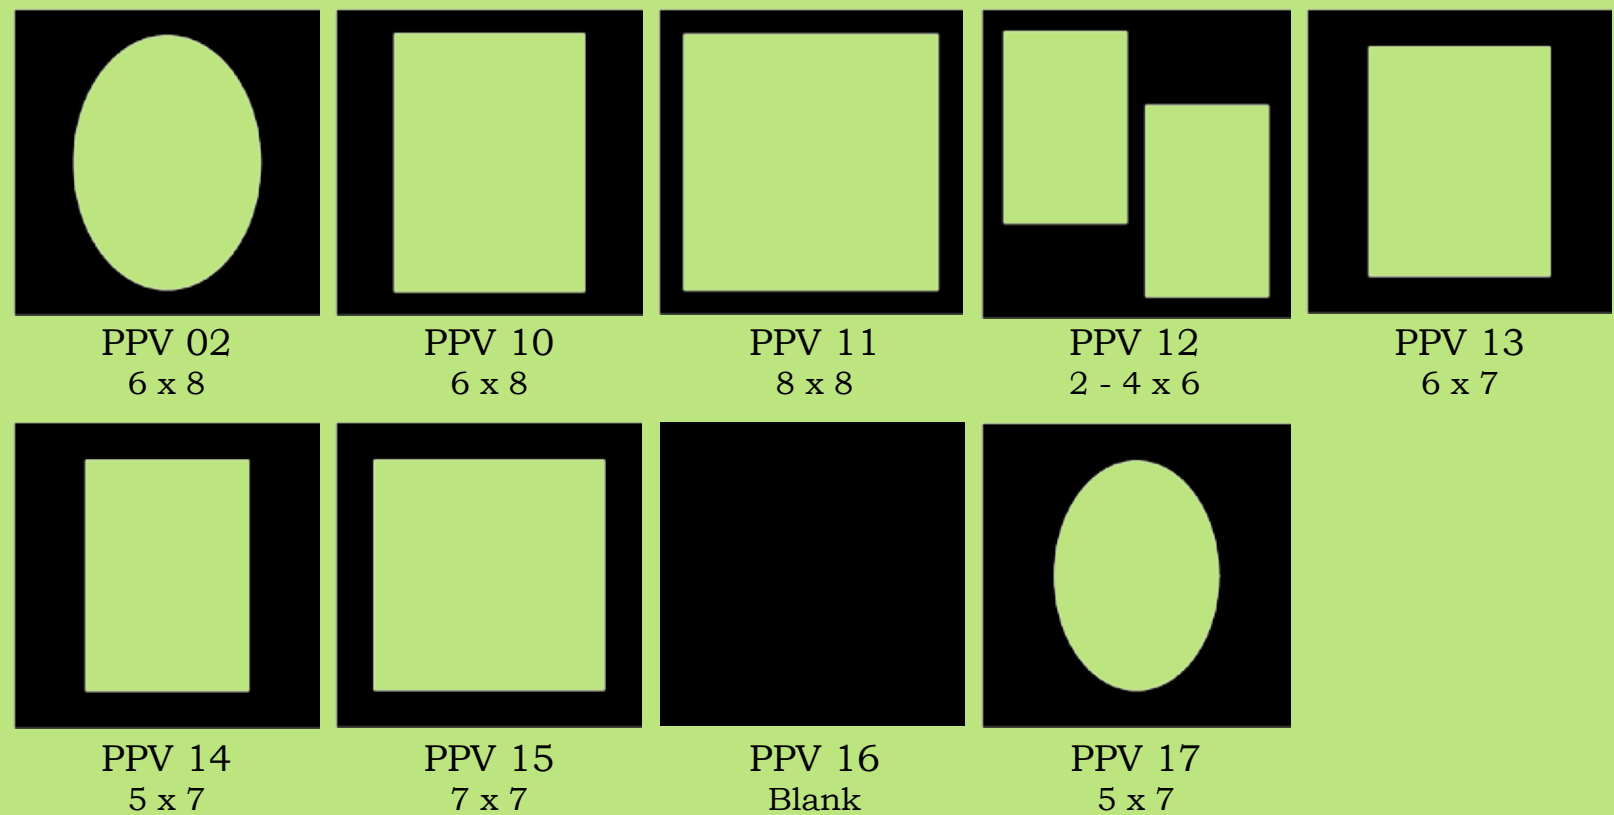 PPV 02
6 x 8
PPV 10
6 x 8
PPV 11
8 x 8
PPV 12
2 - 4 x 6
PPV 13
6 x 7
PPV 14
5 x 7
PPV 15
7 x 7
PPV 16
Blank
PPV 17
5 x 7